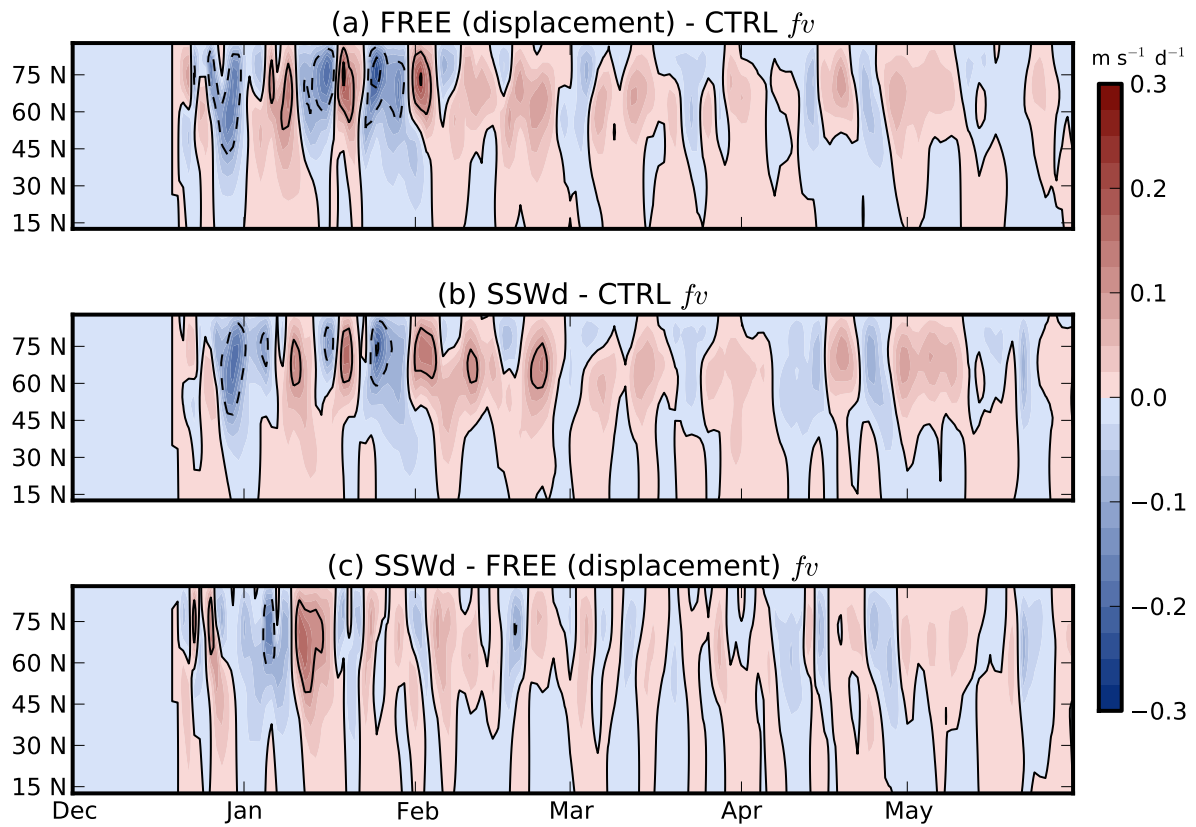 (a) FREE (displacement) - CTRL fv
75 N
60 N
45 N
30 N
15 N
m s⁻¹ d⁻¹
0.3
0.2
0.1
0.0
−0.1
−0.2
−0.3
(b) SSWd - CTRL fv
75 N
60 N
45 N
30 N
15 N
(c) SSWd - FREE (displacement) fv
75 N
60 N
45 N
30 N
15 N
Dec Jan Feb Mar Apr May